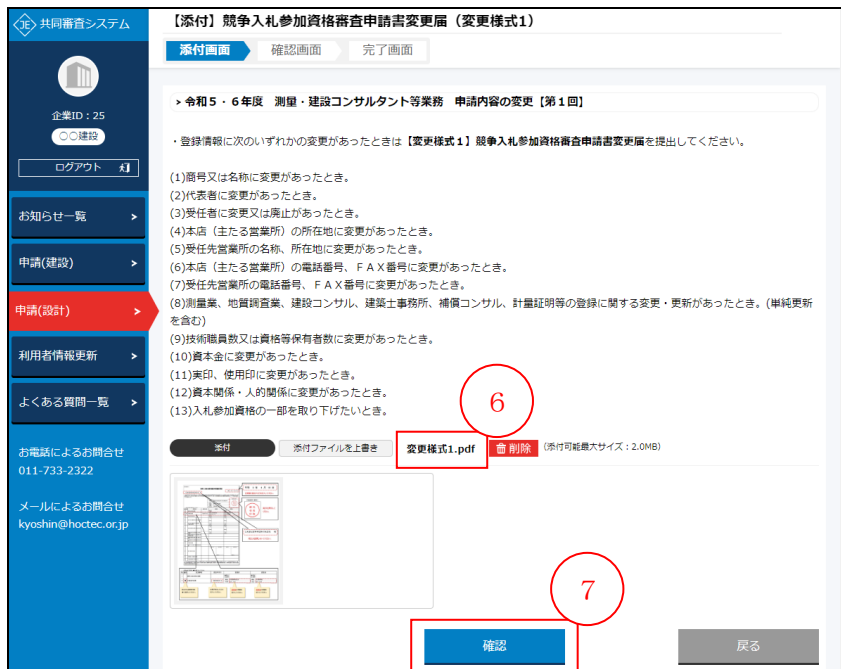 JE 共同審査システム
企業ID:25
〇〇建設
ログアウト
お知らせ一覧 >
申請(建設) >
申請(設計) >
利用者情報更新 >
よくある質問一覧 >
お電話によるお問合せ
011-733-2322
メールによるお問合せ
kyoshin@hoctec.or.jp
【添付】競争入札参加資格審査申請書変更届(変更様式1)
添付画面 確認画面 完了画面
> 令和5・6年度 測量・建設コンサルタント等業務 申請内容の変更【第1回】
・登録情報に次のいずれかの変更があったときは【変更様式1】競争入札参加資格審査申請書変更届を提出してください。
(1)商号又は名称に変更があったとき。
(2)代表者に変更があったとき。
(3)受任者に変更又は廃止があったとき。
(4)本店(主たる営業所)の所在地に変更があったとき。
(5)受任先営業所の名称、所在地に変更があったとき。
(6)本店(主たる営業所)の電話番号、FAX番号に変更があったとき。
(7)受任先営業所の電話番号、FAX番号に変更があったとき。
(8)測量業、地質調査業、建設コンサル、建築士事務所、補償コンサル、計量証明等の登録に関する変更・更新があったとき。(単純更新
を含む)
(9)技術職員数又は資格等保有者数に変更があったとき。
(10)資本金に変更があったとき。
(11)実印、使用印に変更があったとき。
(12)資本関係・人的関係に変更があったとき。
(13)入札参加資格の一部を取り下げたいとき。
6
添付 添付ファイルを上書き 変更様式1.pdf 削除 (添付可能最大サイズ:2.0MB)
7
確認 戻る